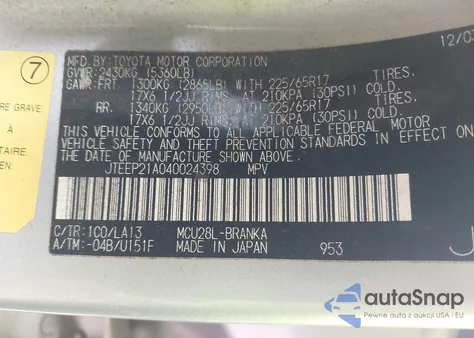 12/03
MFD.BY:TOYOTA MOTOR CORPORATION
GVWR:2430KG (5360LB)
GAWR:FRT. 1300KG (2865LB) WITH 225/65R17 TIRES,
17X6 1/2JJ RIMS, AT 210KPA (30PSI) COLD.
RR. 1340KG (2950LB) WITH 225/65R17 TIRES,
17X6 1/2JJ RIMS, AT 210KPA (30PSI) COLD.
THIS VEHICLE CONFORMS TO ALL APPLICABLE FEDERAL MOTOR
VEHICLE SAFETY AND THEFT PREVENTION STANDARDS IN EFFECT ON
THE DATE OF MANUFACTURE SHOWN ABOVE.
JTEEP21A040024398 MPV
C/TR:1C0/LA13 MCU28L-BRANKA
A/TM:-04B/U151F MADE IN JAPAN 953
7
GRAVE
TAIRE.
EN
J
autoSnap
Pewne auta z USA i EU